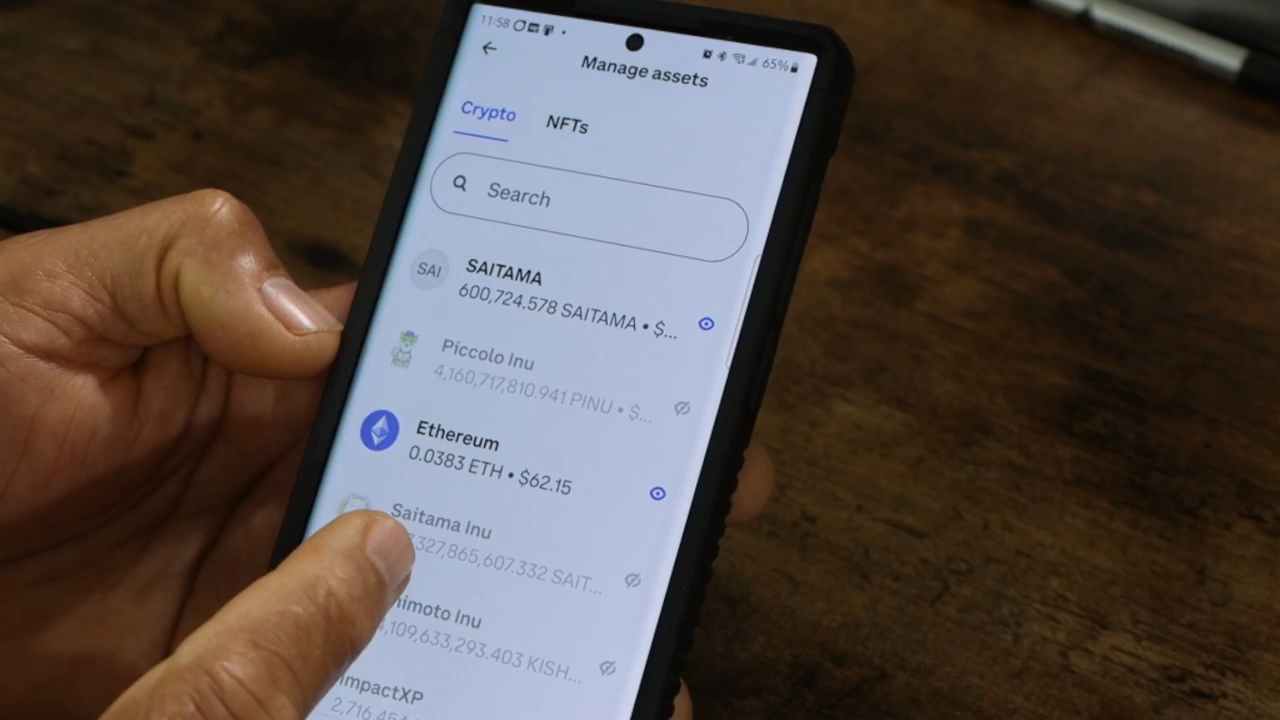 11:58
65%
Manage assets
Crypto NFTs
Search
SAI
SAITAMA
600,724.578 SAITAMA • $...
Piccolo Inu
4,160,717,810.941 PINU • $...
Ethereum
0.0383 ETH • $62.15
Saitama Inu
327,865,607.332 SAIT...
himoto Inu
,109,633,293.403 KISH...
ImpactXP
2,716,454